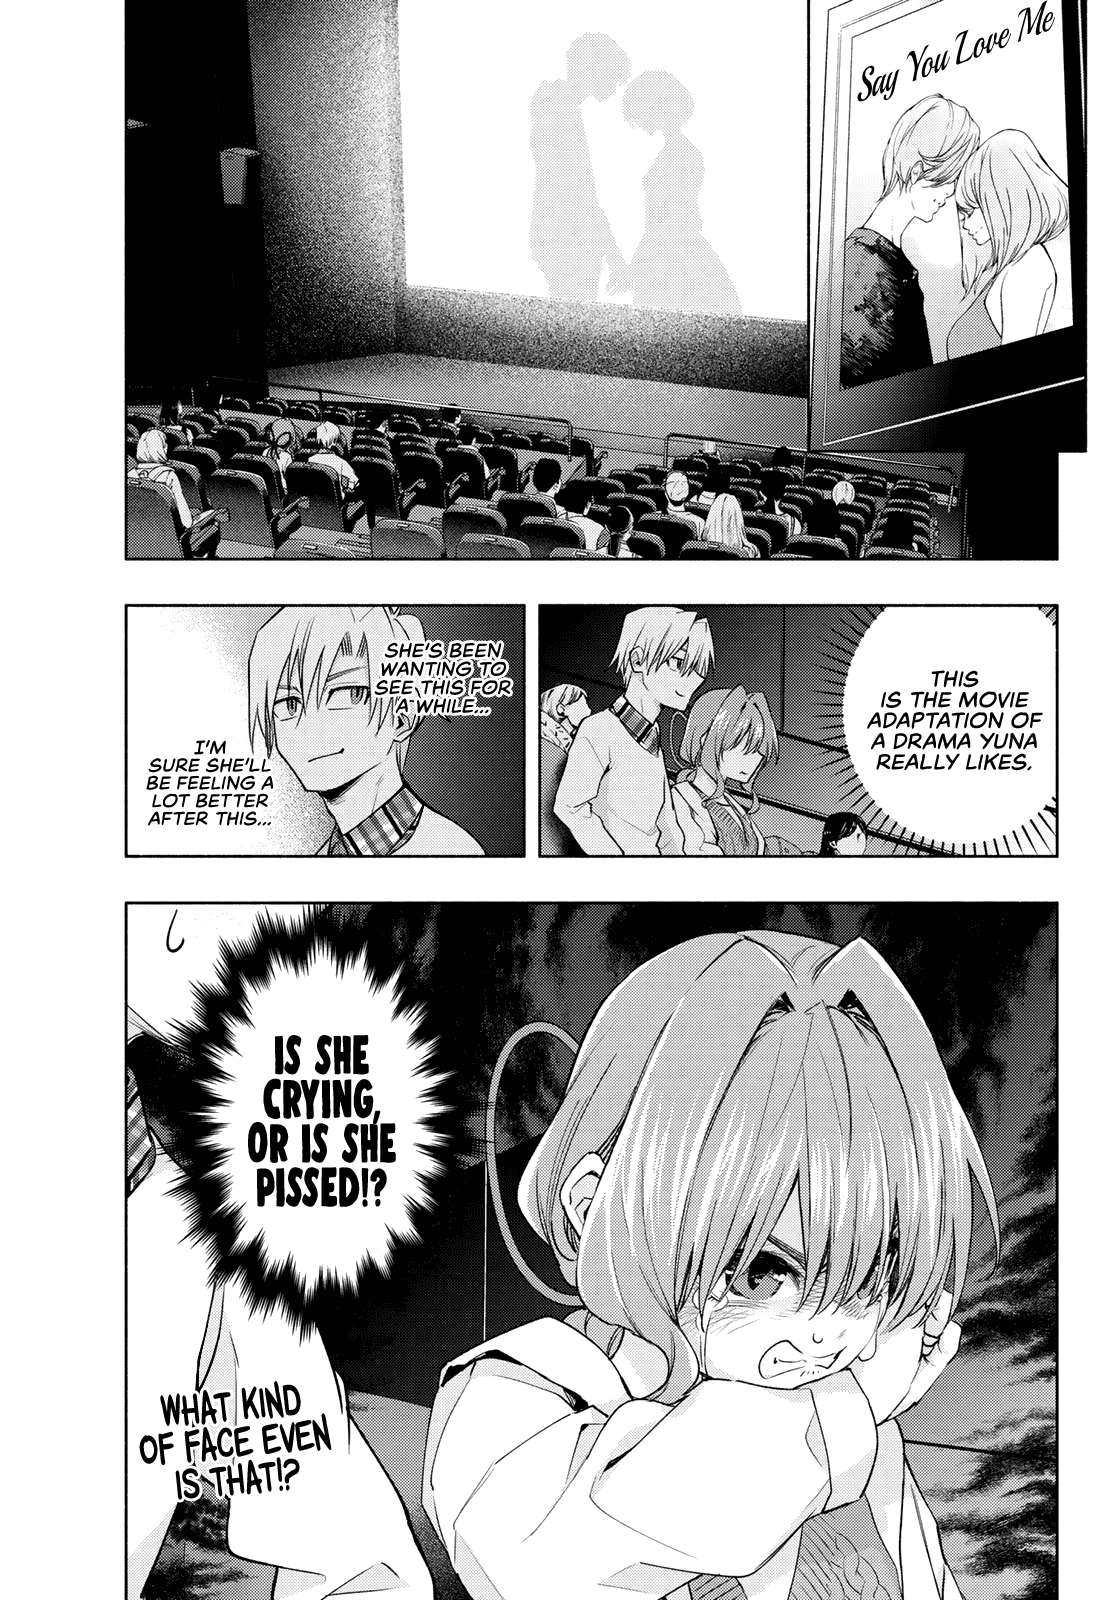 Say You Love Me
THIS
IS THE MOVIE
ADAPTATION OF
A DRAMA YUNA
REALLY LIKES.
SHE'S BEEN
WANTING TO
SEE THIS FOR
A WHILE...
I'M
SURE SHE'LL
BE FEELING A
LOT BETTER
AFTER THIS...
IS SHE
CRYING,
OR IS SHE
PISSED!?
WHAT KIND
OF FACE EVEN
IS THAT!?